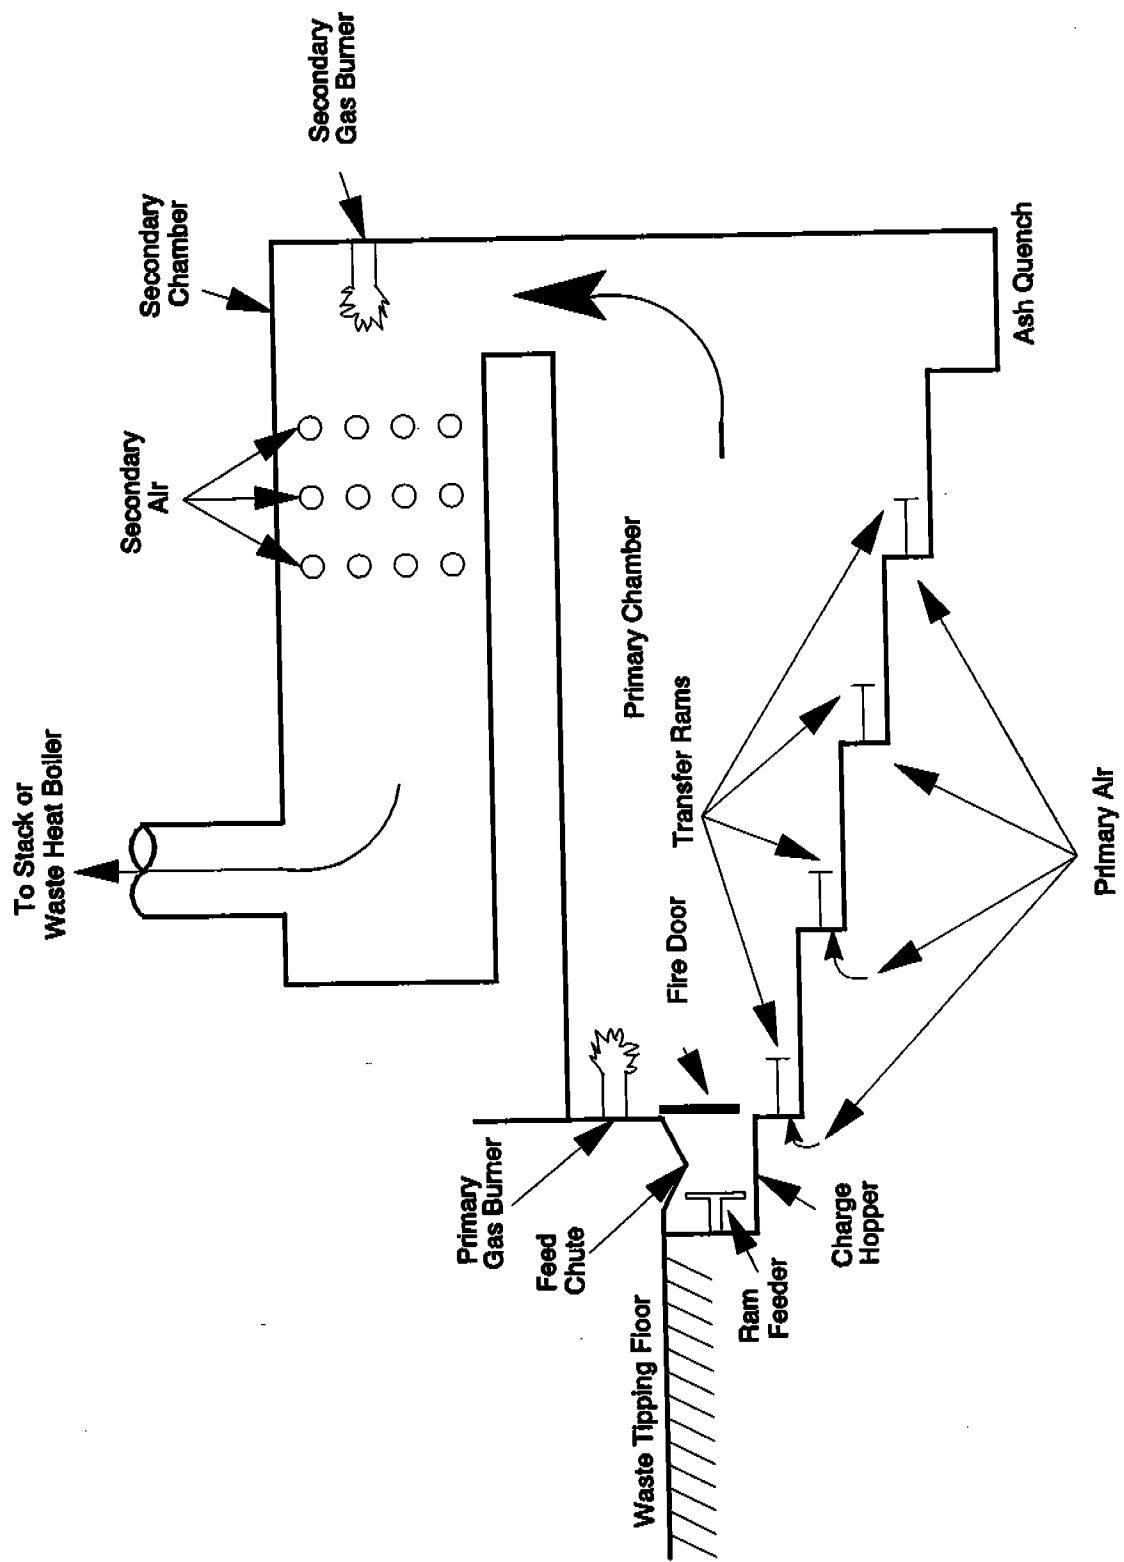 To Stack or
Waste Heat Boiler
Secondary
Air
Secondary
Chamber
Secondary
Gas Burner
Primary
Gas Burner
Feed
Chute
Waste Tipping Floor
Ram
Feeder
Charge
Hopper
Fire Door
Transfer Rams
Primary Chamber
Primary Air
Ash Quench